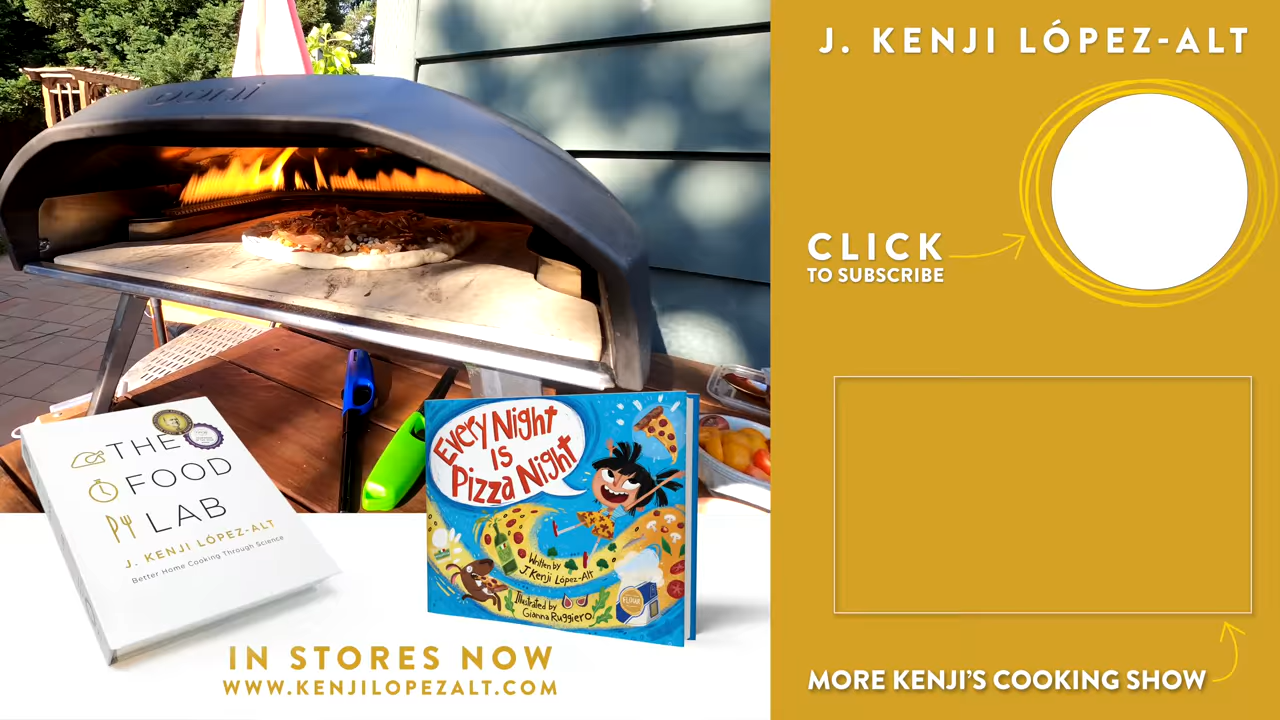 ooni
J. KENJI LÓPEZ-ALT
CLICK
TO SUBSCRIBE
THE
FOOD
LAB
J. KENJI LÓPEZ-ALT
Better Home Cooking Through Science
Every Night
is
Pizza Night
Written by
J. Kenji López-Alt
Illustrated by
Gianna Ruggiero
IN STORES NOW
WWW.KENJILOPEZALT.COM
MORE KENJI'S COOKING SHOW